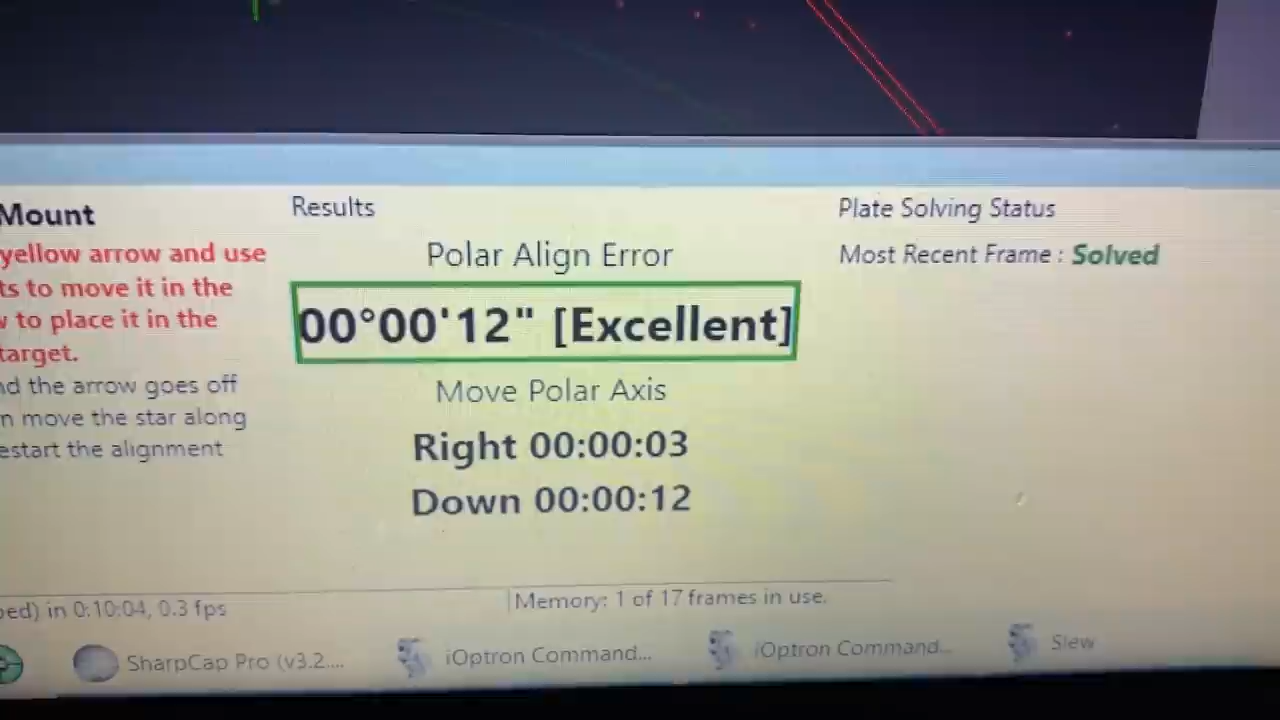 Mount
yellow arrow and use
ts to move it in the
to place it in the
target.
nd the arrow goes off
n move the star along
estart the alignment
Results
Polar Align Error
00°00'12" [Excellent]
Move Polar Axis
Right 00:00:03
Down 00:00:12
Plate Solving Status
Most Recent Frame : Solved
ped) in 0:10:04, 0.3 fps
Memory: 1 of 17 frames in use.
SharpCap Pro (v3.2....
iOptron Command...
iOptron Command...
Slew